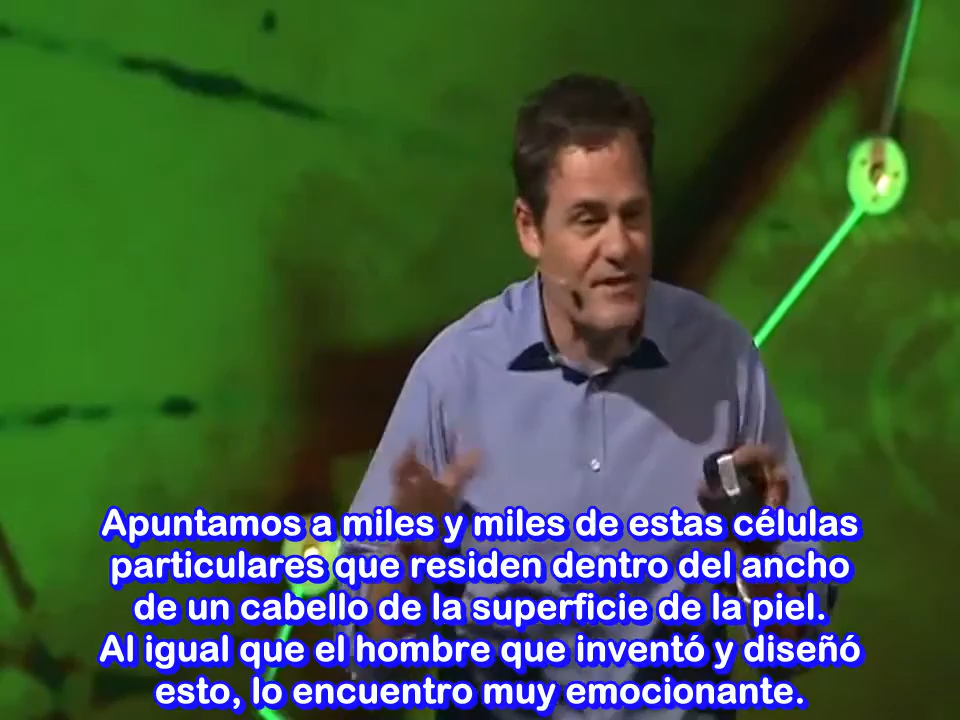 Apuntamos a miles y miles de estas células
particulares que residen dentro del ancho
de un cabello de la superficie de la piel.
Al igual que el hombre que inventó y diseñó
esto, lo encuentro muy emocionante.